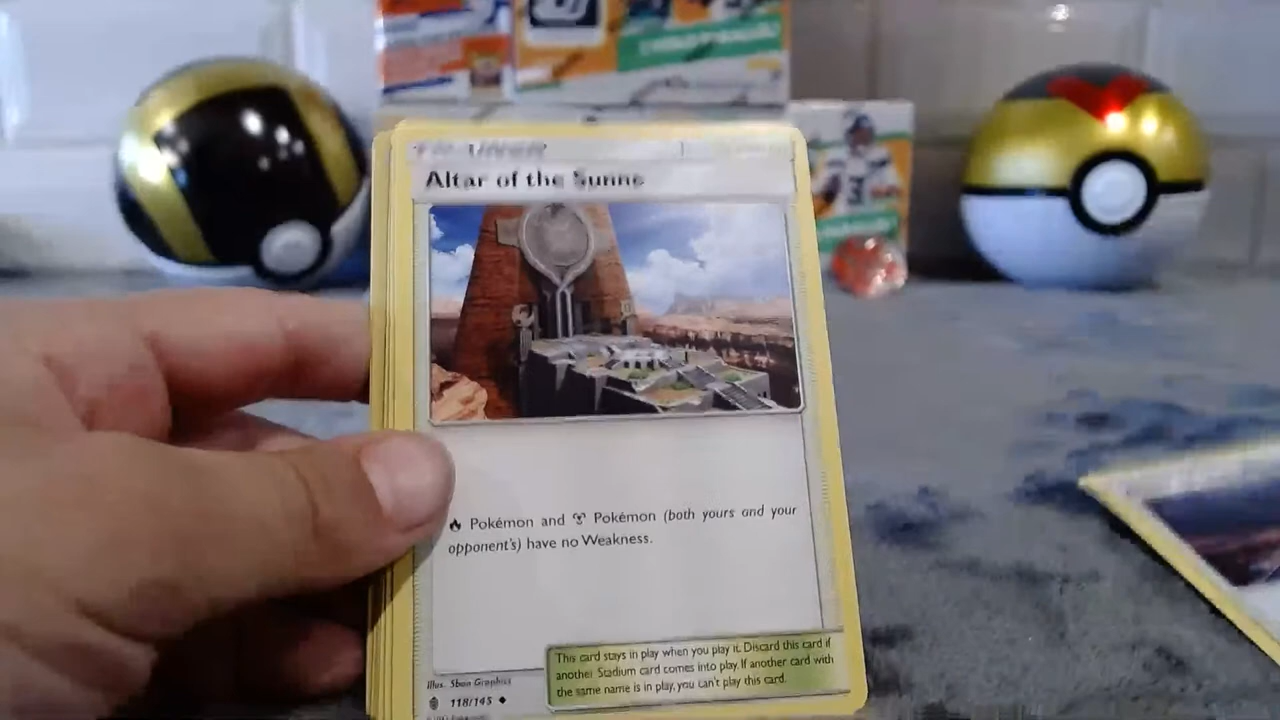 Altar of the Sunne
Pokémon and Pokémon (both yours and your
opponent's) have no Weakness.
This card stays in play when you play it. Discard this card if
another Stadium card comes into play. If another card with
the same name is in play, you can't play this card.
Illus. 5ban Graphics
118/145
3